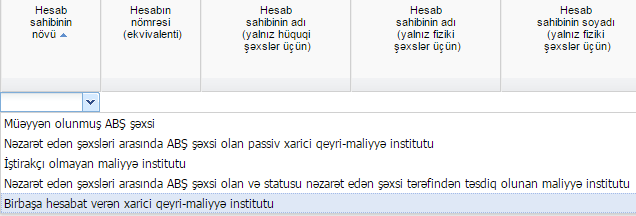 Hesab
sahibinin
növü
Hesabın
nömrəsi
(ekvivalenti)
Hesab
sahibinin adı
(yalnız hüquqi
şəxslər üçün)
Hesab
sahibinin adı
(yalnız fiziki
şəxslər üçün)
Hesab
sahibinin soyadı
(yalnız fiziki
şəxslər üçün)
Müəyyən olunmuş ABŞ şəxsi
Nəzarət edən şəxsləri arasında ABŞ şəxsi olan passiv xarici qeyri-maliyyə institutu
İştirakçı olmayan maliyyə institutu
Nəzarət edən şəxsləri arasında ABŞ şəxsi olan və statusu nəzarət edən şəxsi tərəfindən təsdiq olunan maliyyə institutu
Birbaşa hesabat verən xarici qeyri-maliyyə institutu